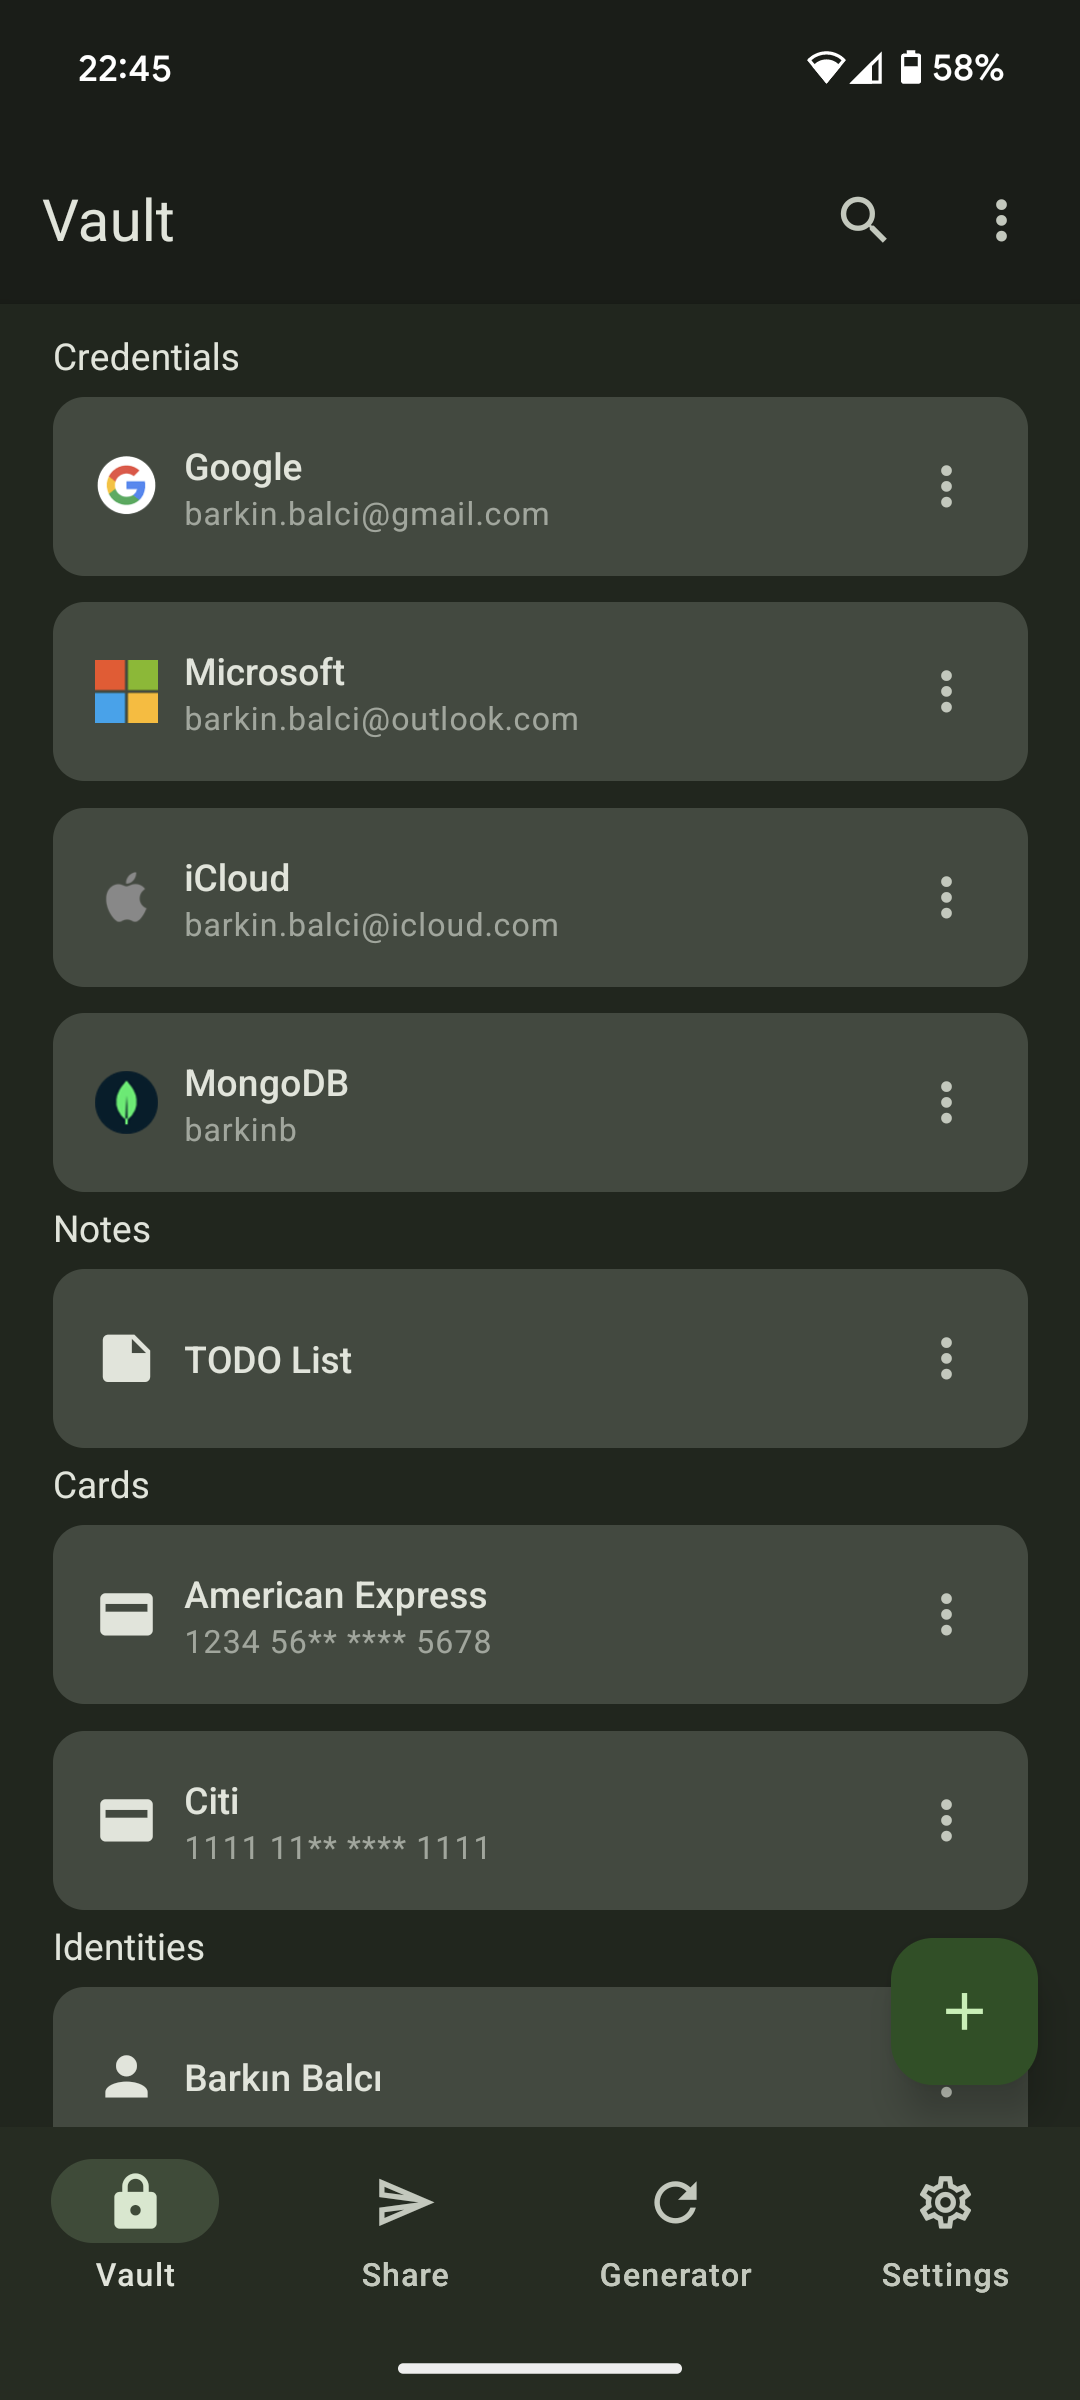 22:45
58%
Vault
Credentials
Google
barkin.balci@gmail.com
Microsoft
barkin.balci@outlook.com
iCloud
barkin.balci@icloud.com
MongoDB
barkinb
Notes
TODO List
Cards
American Express
1234 56** **** 5678
Citi
1111 11** **** 1111
Identities
Barkın Balcı
Vault
Share
Generator
Settings